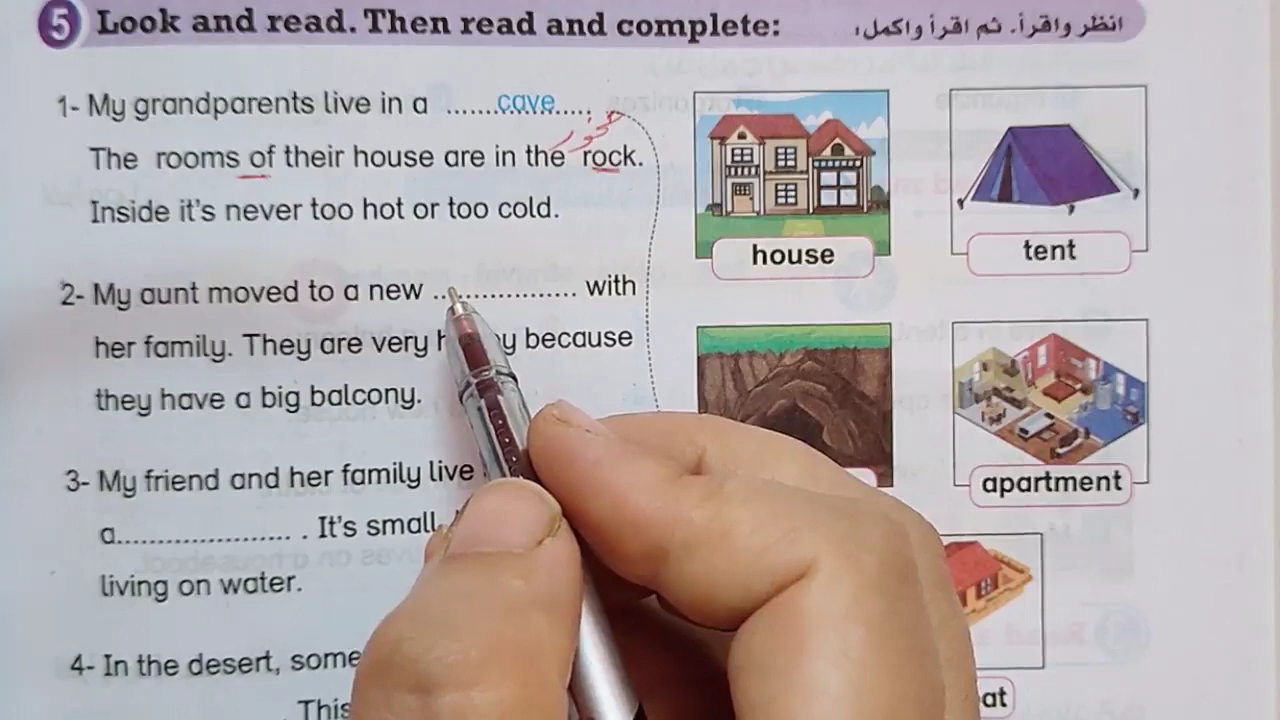 5 Look and read. Then read and complete:
انظر واقرأ. ثم اقرأ واكمل:
1- My grandparents live in a ......cave.....
صخور
The rooms of their house are in the rock.
Inside it's never too hot or too cold.
2- My aunt moved to a new .................. with
her family. They are very because
they have a big balcony.
3- My friend and her family live
a...................... . It's small
living on water.
4- In the desert, some
This
house
tent
apartment